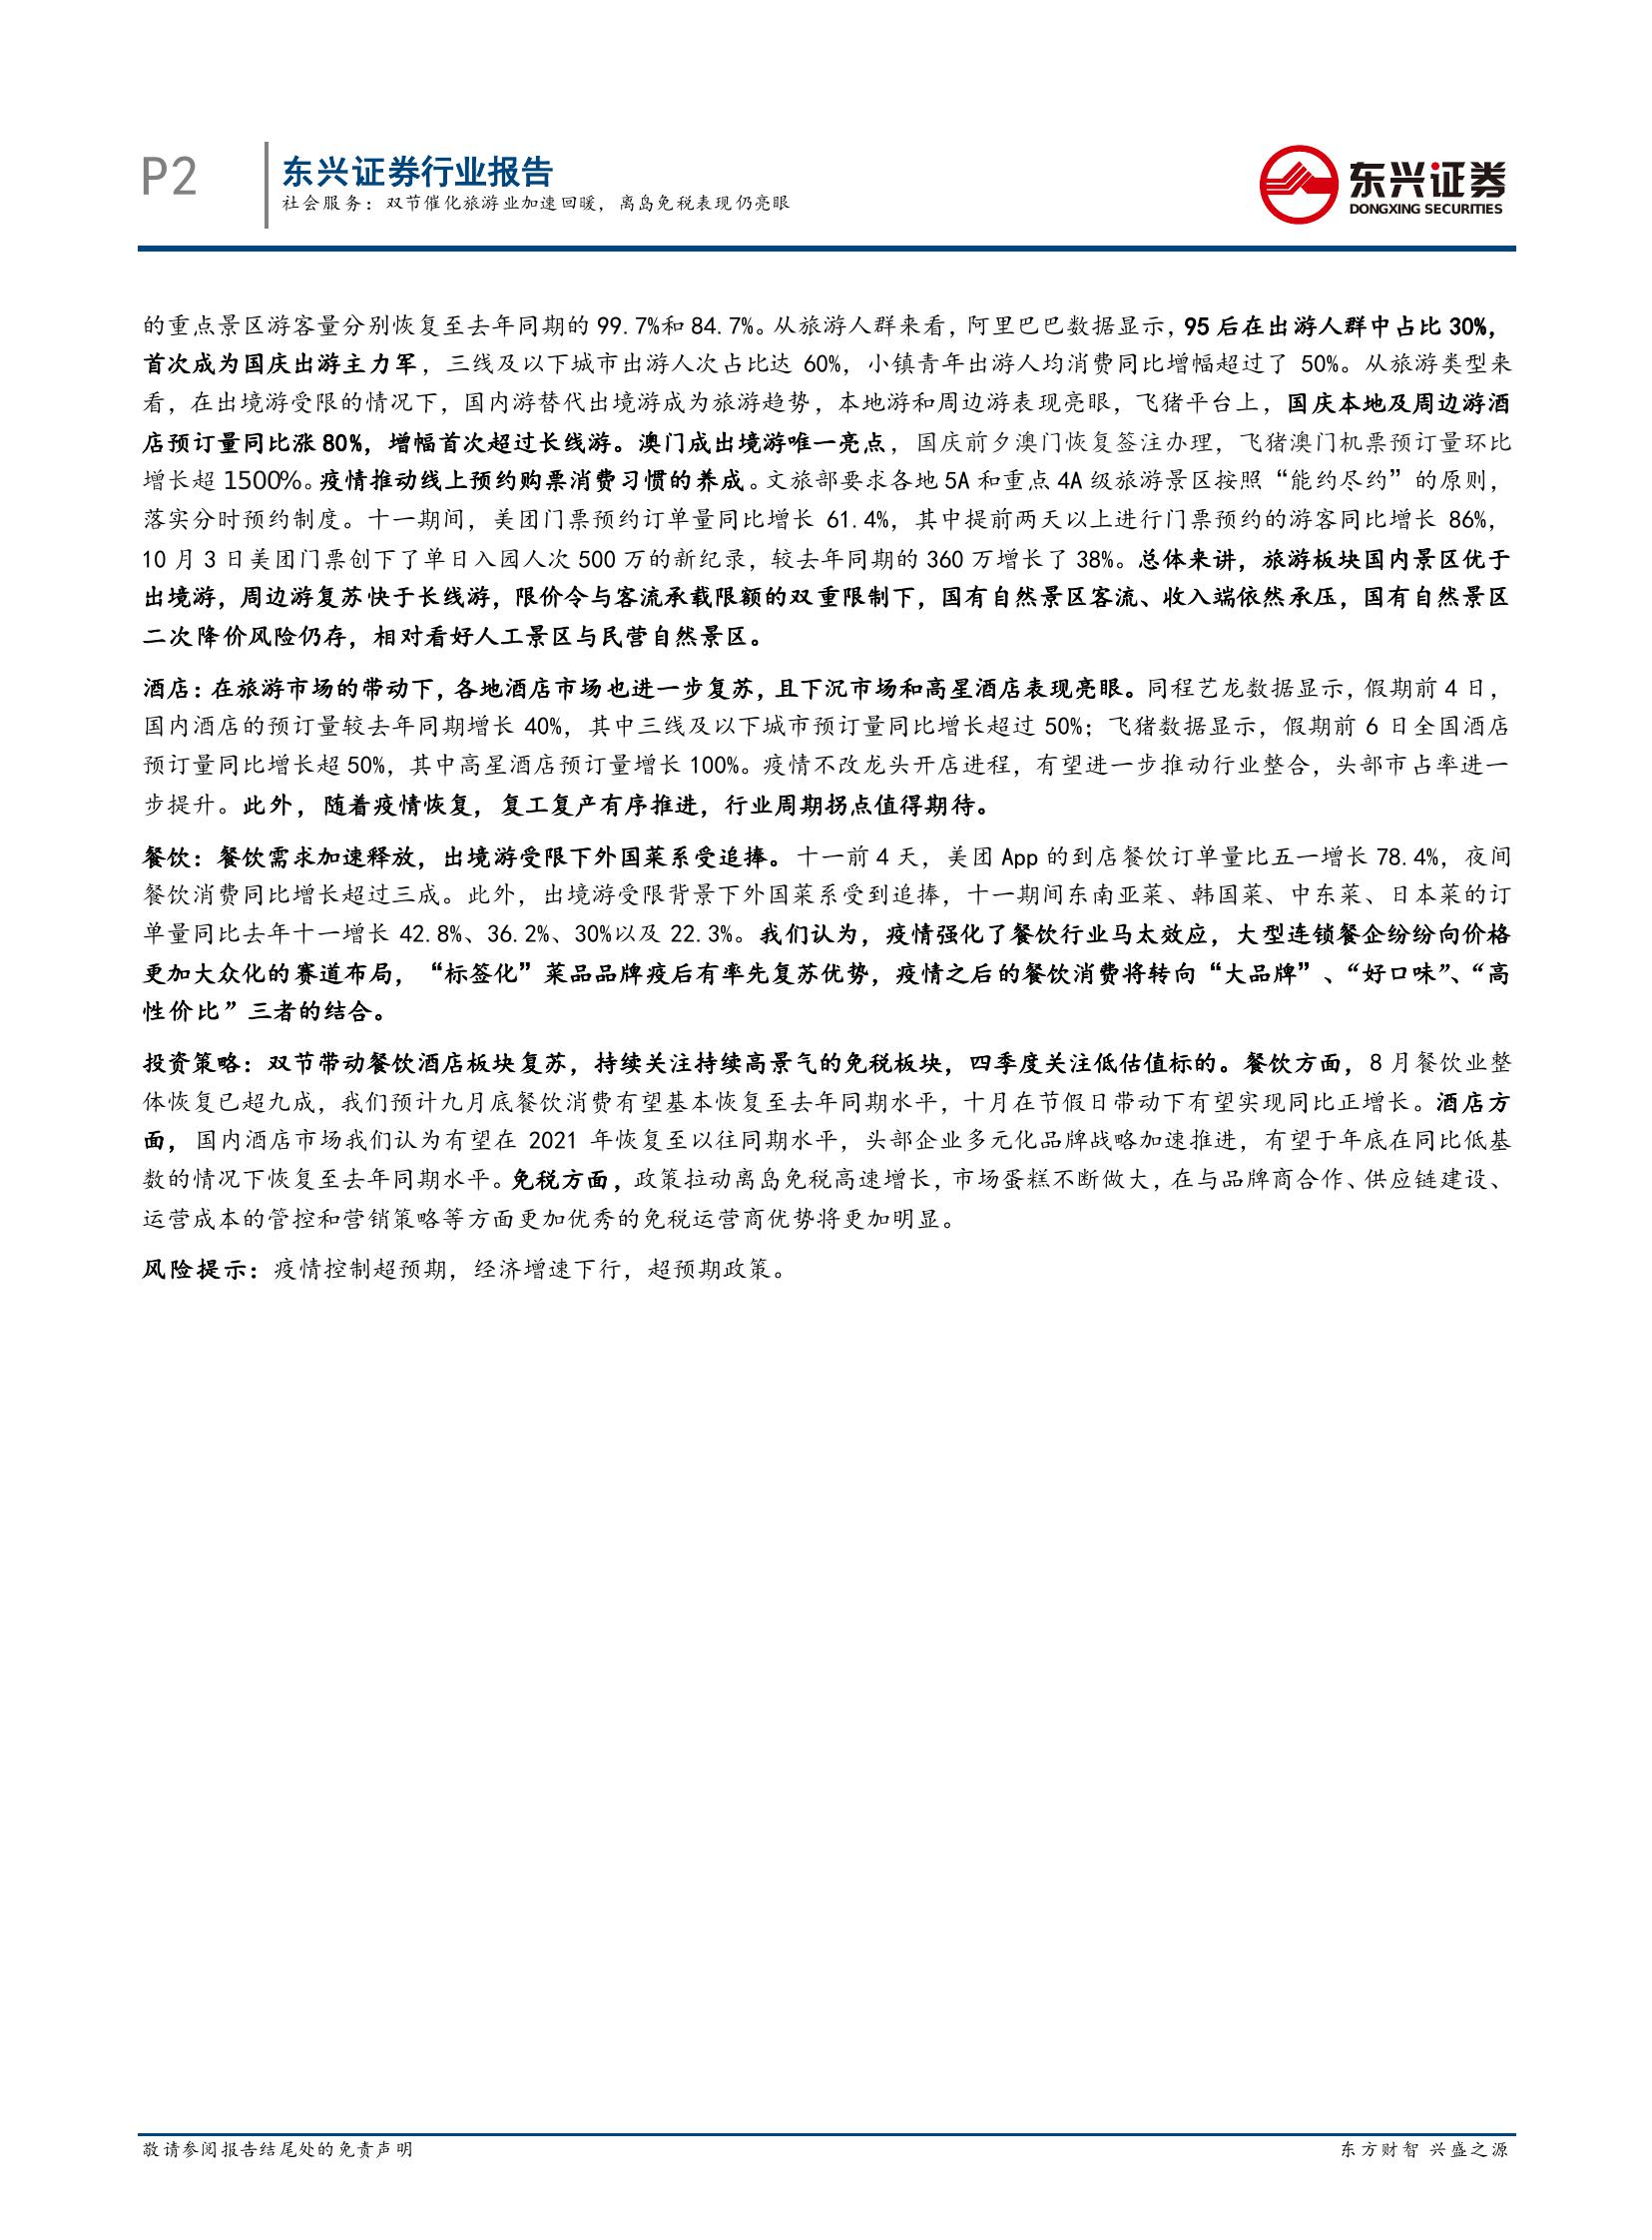 P2
东兴证券行业报告
社会服务：双节催化旅游业加速回暖，离岛免税表现仍亮眼
东兴证券
DONGXING SECURITIES
的重点景区游客量分别恢复至去年同期的 99.7%和 84.7%。从旅游人群来看，阿里巴巴数据显示，95 后在出游人群中占比 30%，
首次成为国庆出游主力军，三线及以下城市出游人次占比达 60%，小镇青年出游人均消费同比增幅超过了 50%。从旅游类型来
看，在出境游受限的情况下，国内游替代出境游成为旅游趋势，本地游和周边游表现亮眼，飞猪平台上，国庆本地及周边游酒
店预订量同比涨 80%，增幅首次超过长线游。澳门成出境游唯一亮点，国庆前夕澳门恢复签注办理，飞猪澳门机票预订量环比
增长超 1500%。疫情推动线上预约购票消费习惯的养成。文旅部要求各地 5A 和重点 4A 级旅游景区按照“能约尽约”的原则，
落实分时预约制度。十一期间，美团门票预约订单量同比增长 61.4%，其中提前两天以上进行门票预约的游客同比增长 86%，
10 月 3 日美团门票创下了单日入园人次 500 万的新纪录，较去年同期的 360 万增长了 38%。总体来讲，旅游板块国内景区优于
出境游，周边游复苏快于长线游，限价令与客流承载限额的双重限制下，国有自然景区客流、收入端依然承压，国有自然景区
二次降价风险仍存，相对看好人工景区与民营自然景区。
酒店：在旅游市场的带动下，各地酒店市场也进一步复苏，且下沉市场和高星酒店表现亮眼。同程艺龙数据显示，假期前 4 日，
国内酒店的预订量较去年同期增长 40%，其中三线及以下城市预订量同比增长超过 50%；飞猪数据显示，假期前 6 日全国酒店
预订量同比增长超 50%，其中高星酒店预订量增长 100%。疫情不改龙头开店进程，有望进一步推动行业整合，头部市占率进一
步提升。此外，随着疫情恢复，复工复产有序推进，行业周期拐点值得期待。
餐饮：餐饮需求加速释放，出境游受限下外国菜系受追捧。十一前 4 天，美团 App 的到店餐饮订单量比五一增长 78.4%，夜间
餐饮消费同比增长超过三成。此外，出境游受限背景下外国菜系受到追捧，十一期间东南亚菜、韩国菜、中东菜、日本菜的订
单量同比去年十一增长 42.8%、36.2%、30%以及 22.3%。我们认为，疫情强化了餐饮行业马太效应，大型连锁餐企纷纷向价格
更加大众化的赛道布局，“标签化”菜品品牌疫后有率先复苏优势，疫情之后的餐饮消费将转向“大品牌”、“好口味”、“高
性价比”三者的结合。
投资策略：双节带动餐饮酒店板块复苏，持续关注持续高景气的免税板块，四季度关注低估值标的。餐饮方面，8 月餐饮业整
体恢复已超九成，我们预计九月底餐饮消费有望基本恢复至去年同期水平，十月在节假日带动下有望实现同比正增长。酒店方
面，国内酒店市场我们认为有望在 2021 年恢复至以往同期水平，头部企业多元化品牌战略加速推进，有望于年底在同比低基
数的情况下恢复至去年同期水平。免税方面，政策拉动离岛免税高速增长，市场蛋糕不断做大，在与品牌商合作、供应链建设、
运营成本的管控和营销策略等方面更加优秀的免税运营商优势将更加明显。
风险提示：疫情控制超预期，经济增速下行，超预期政策。
敬请参阅报告结尾处的免责声明
东方财智 兴盛之源